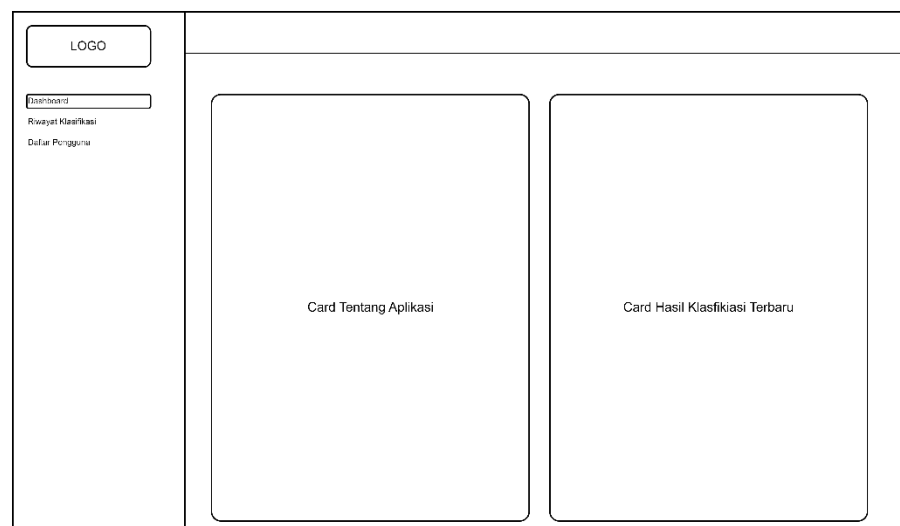 LOGO
Dashboard
Riwayat Klasifikasi
Daftar Pengguna
Card Tentang Aplikasi
Card Hasil Klasfikiasi Terbaru